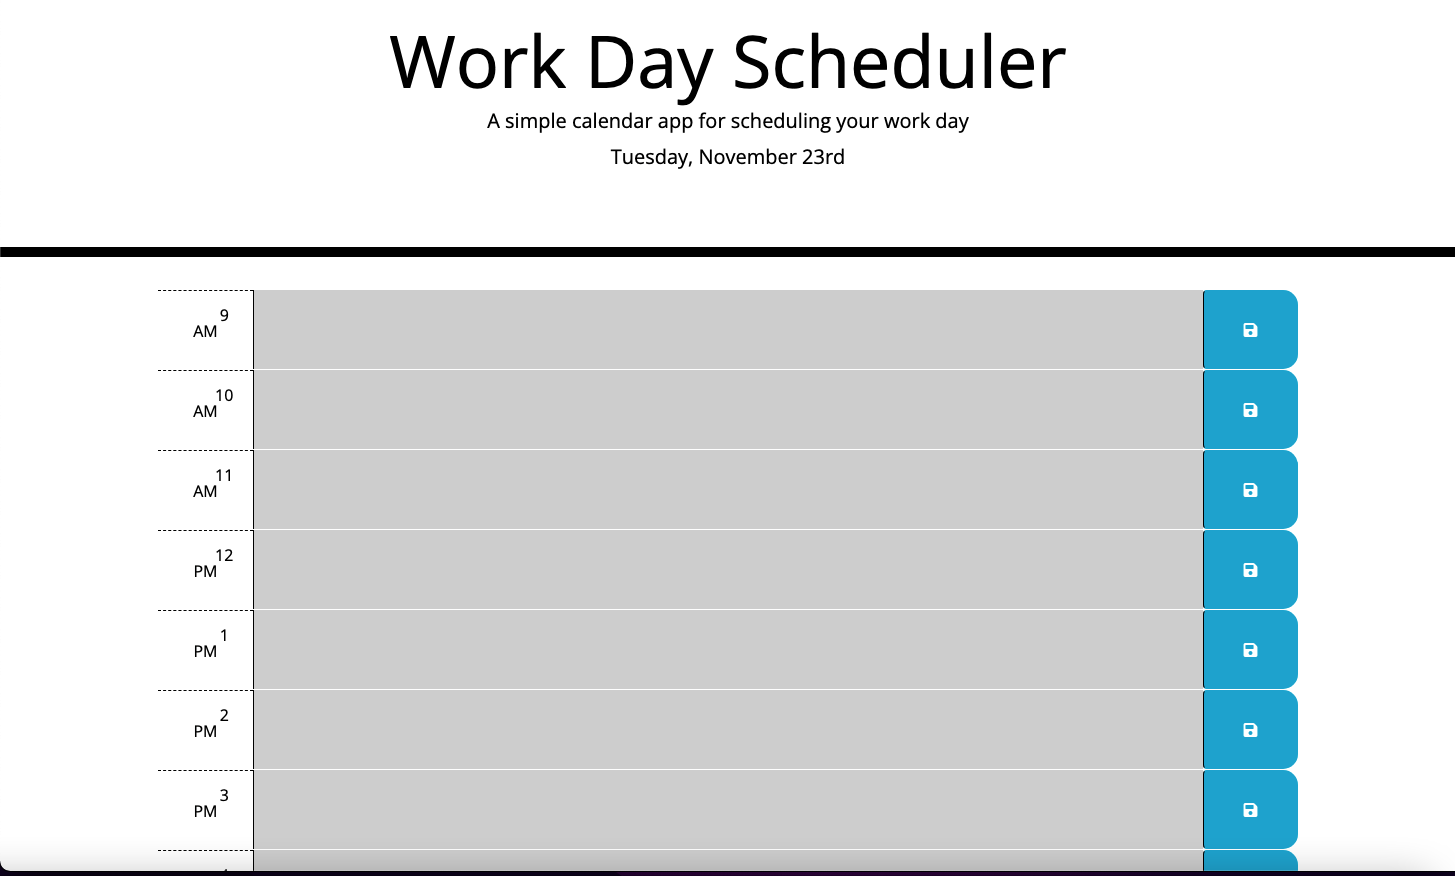 Work Day Scheduler
A simple calendar app for scheduling your work day
Tuesday, November 23rd
9
AM
10
AM
11
AM
12
PM
1
PM
2
PM
3
PM